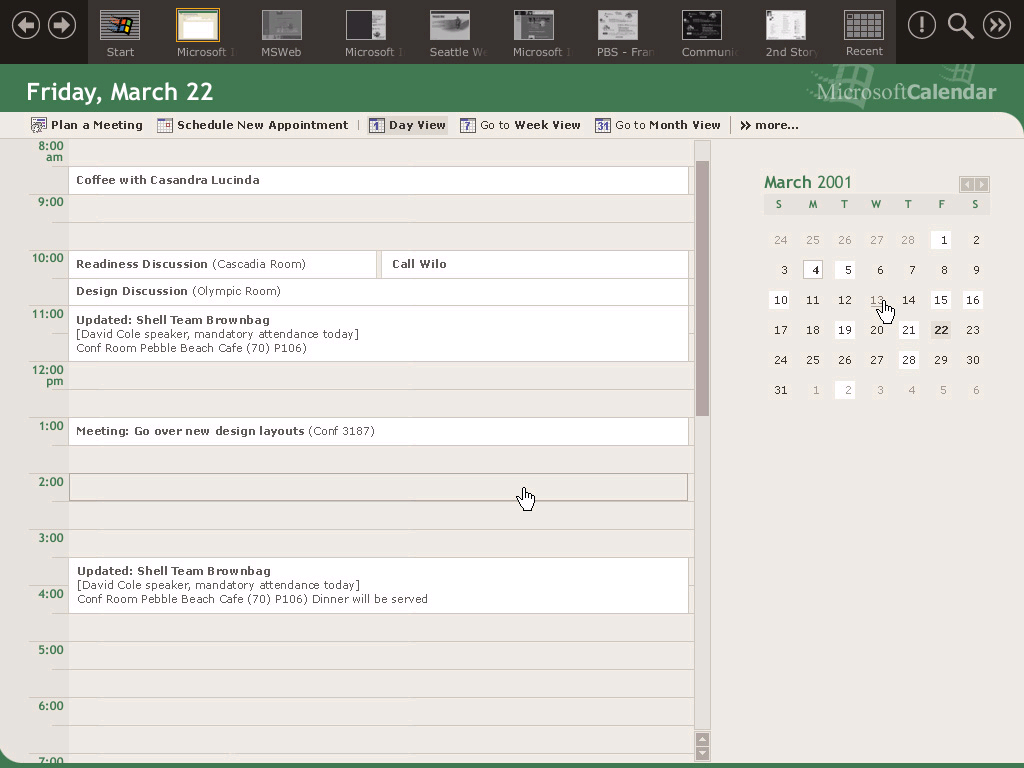 Start
Microsoft
MSWeb
Microsoft
Seattle W
Microsoft
PBS - Fran
Communi
2nd Story
Recent
Friday, March 22
MicrosoftCalendar
Plan a Meeting
Schedule New Appointment
1 Day View
7 Go to Week View
31 Go to Month View
more...
8:00 am
Coffee with Casandra Lucinda
9:00
10:00
Readiness Discussion (Cascadia Room)
Call Wilo
Design Discussion (Olympic Room)
11:00
Updated: Shell Team Brownbag
[David Cole speaker, mandatory attendance today]
Conf Room Pebble Beach Cafe (70) P106)
12:00 pm
1:00
Meeting: Go over new design layouts (Conf 3187)
2:00
3:00
Updated: Shell Team Brownbag
[David Cole speaker, mandatory attendance today]
4:00
Conf Room Pebble Beach Cafe (70) P106) Dinner will be served
5:00
6:00
7:00
March 2001
S M T W T F S
24 25 26 27 28 1 2
3 4 5 6 7 8 9
10 11 12 13 14 15 16
17 18 19 20 21 22 23
24 25 26 27 28 29 30
31 1 2 3 4 5 6